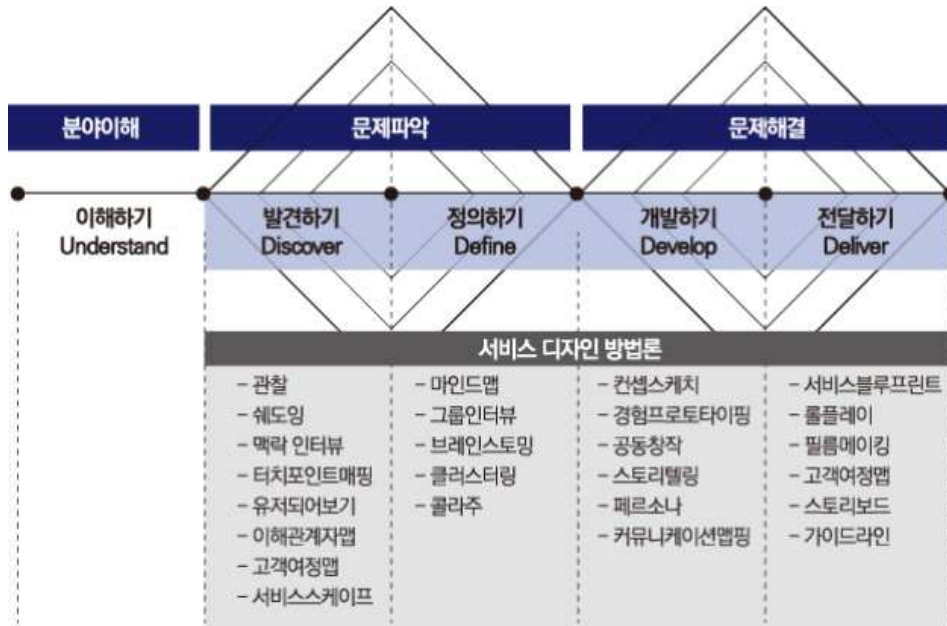 분야이해
문제파악
문제해결
이해하기
Understand
발견하기
Discover
정의하기
Define
개발하기
Develop
전달하기
Deliver
서비스 디자인 방법론
– 관찰
– 쉐도잉
– 맥락 인터뷰
– 터치포인트매핑
– 유저되어보기
– 이해관계자맵
– 고객여정맵
– 서비스스케이프
– 마인드맵
– 그룹인터뷰
– 브레인스토밍
– 클러스터링
– 콜라주
– 컨셉스케치
– 경험프로토타이핑
– 공동창작
– 스토리텔링
– 페르소나
– 커뮤니케이션맵핑
– 서비스블루프린트
– 롤플레이
– 필름메이킹
– 고객여정맵
– 스토리보드
– 가이드라인